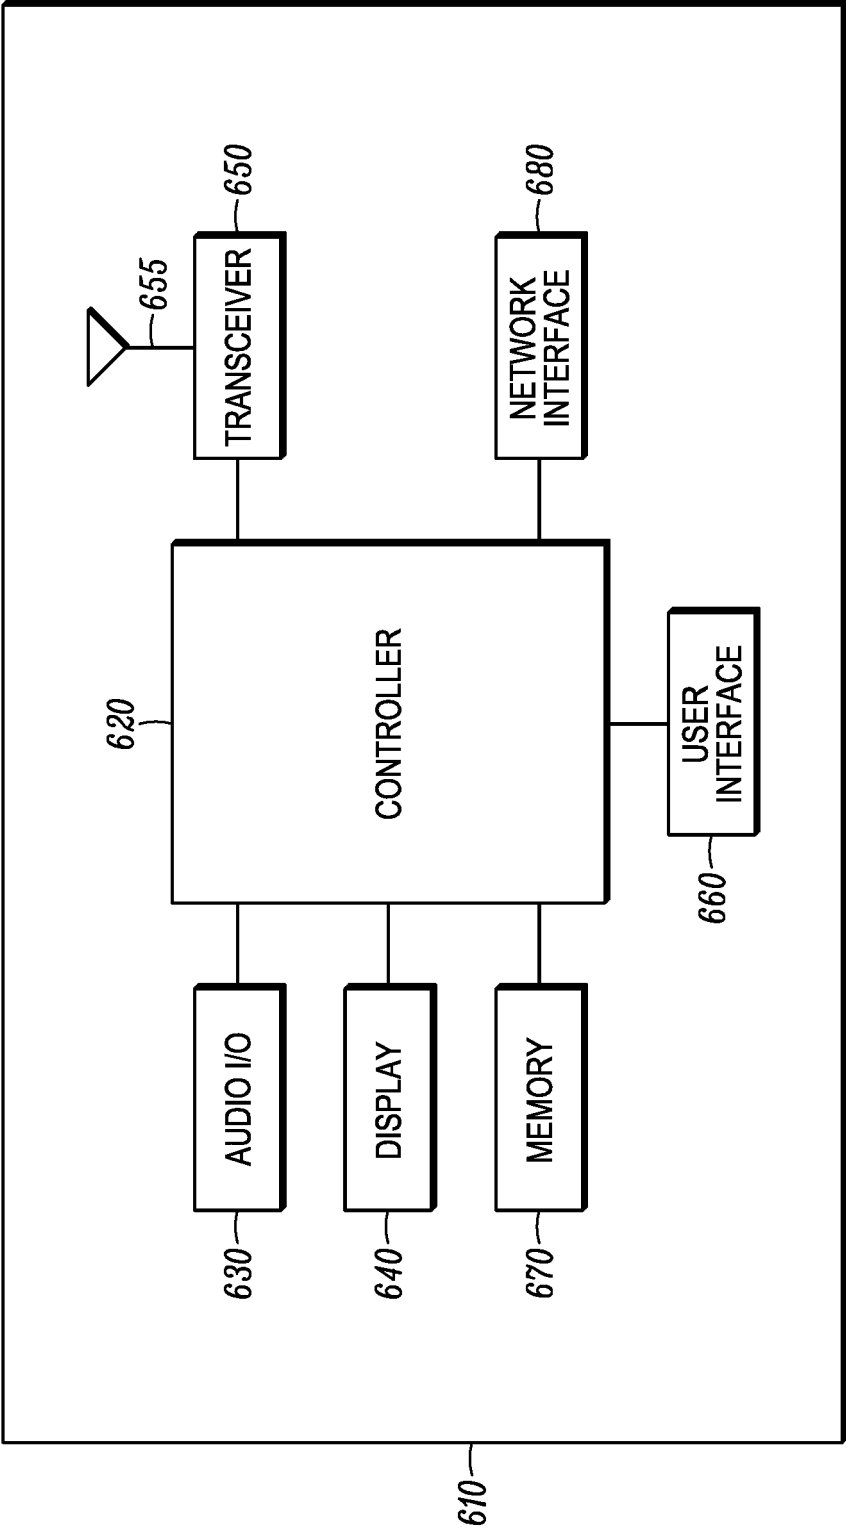 655
650
TRANSCEIVER
680
NETWORK
INTERFACE
620
CONTROLLER
USER
INTERFACE
660
AUDIO I/O
630
DISPLAY
640
MEMORY
670
610